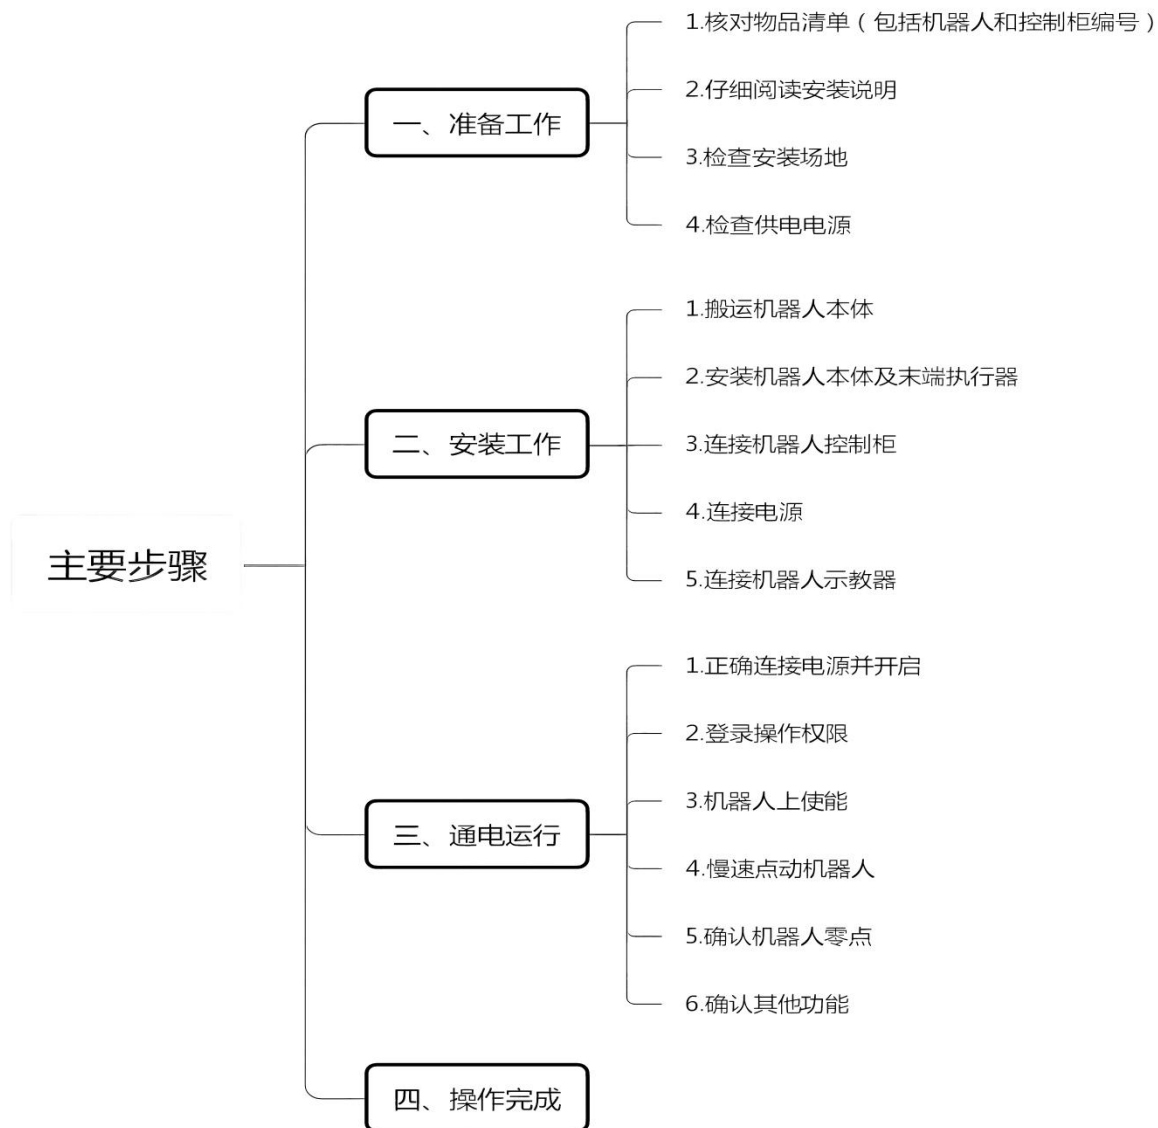 主要步骤
一、准备工作
1.核对物品清单（包括机器人和控制柜编号）
2.仔细阅读安装说明
3.检查安装场地
4.检查供电电源
二、安装工作
1.搬运机器人本体
2.安装机器人本体及末端执行器
3.连接机器人控制柜
4.连接电源
5.连接机器人示教器
三、通电运行
1.正确连接电源并开启
2.登录操作权限
3.机器人上使能
4.慢速点动机器人
5.确认机器人零点
6.确认其他功能
四、操作完成